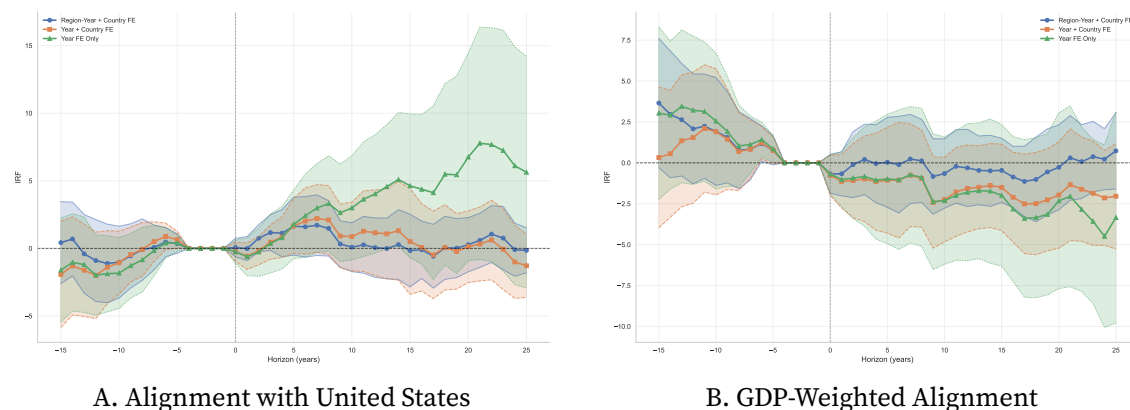 Region-Year + Country FE
Year + Country FE
Year FE Only
15
10
5
0
−5
IRF
−15
−10
−5
0
5
10
15
20
25
Horizon (years)
A. Alignment with United States
Region-Year + Country FE
Year + Country FE
Year FE Only
7.5
5.0
2.5
0.0
−2.5
−5.0
−7.5
−10.0
IRF
−15
−10
−5
0
5
10
15
20
25
Horizon (years)
B. GDP-Weighted Alignment